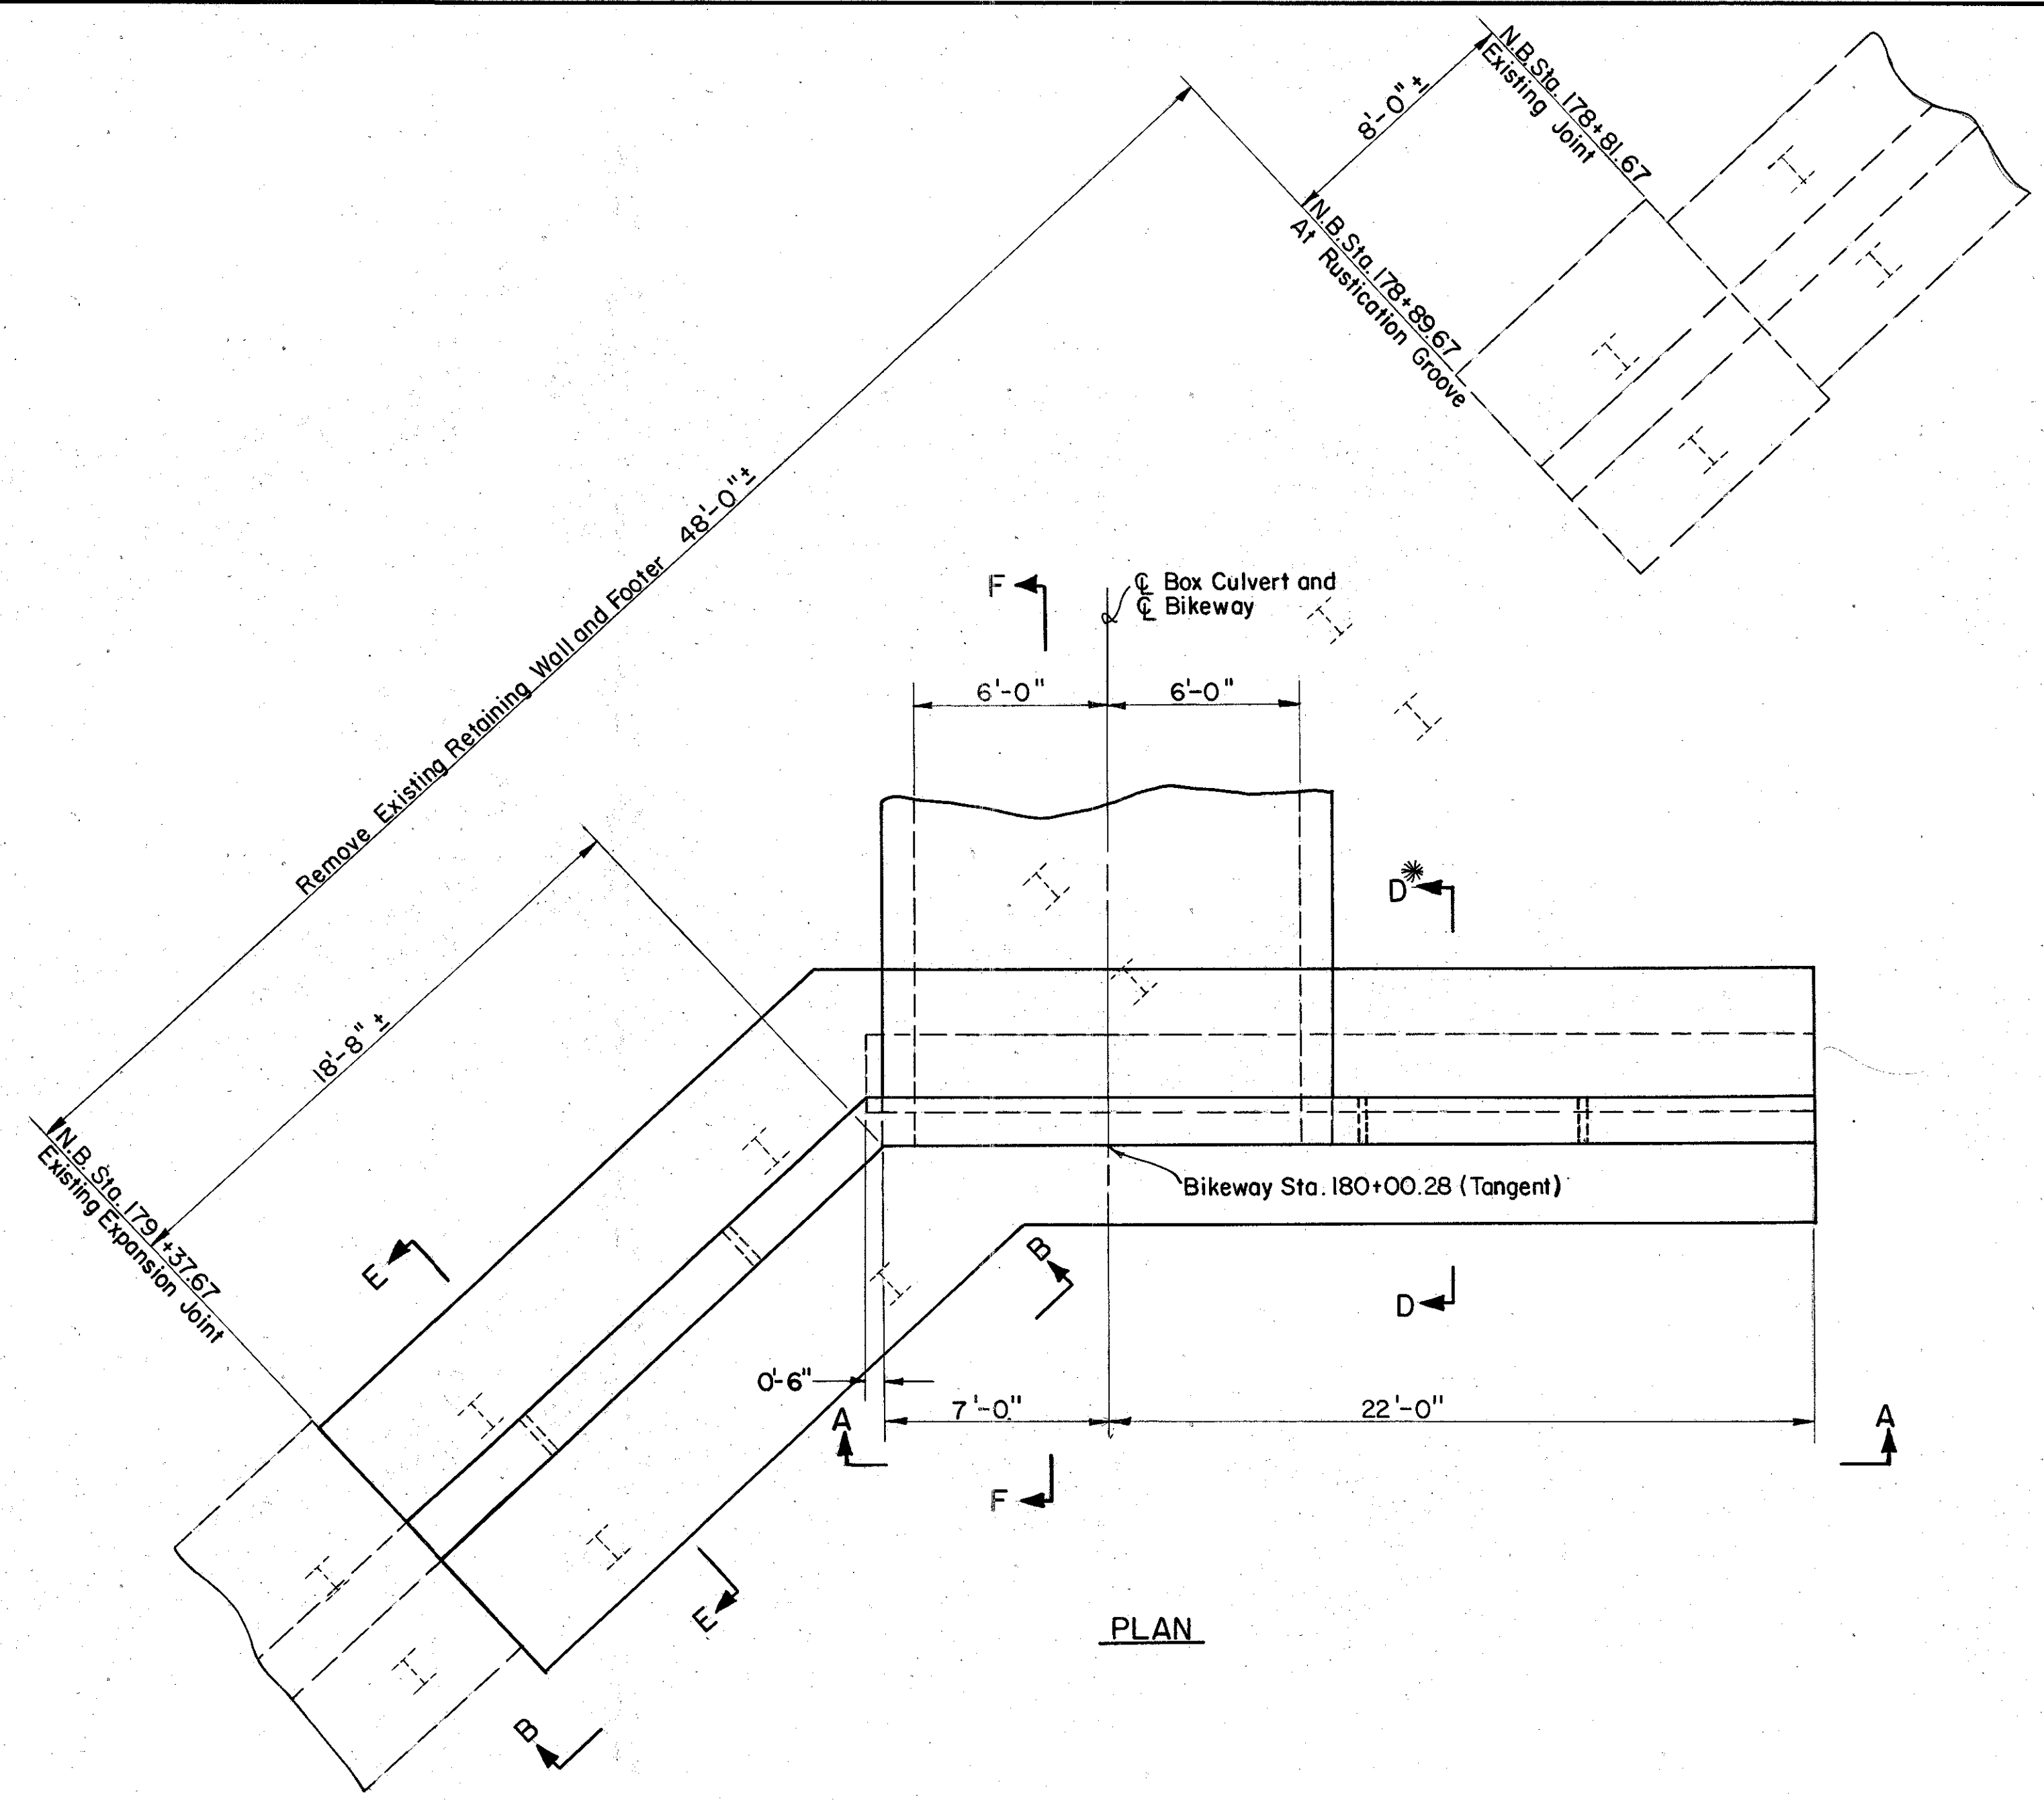 N.B. Sta. 178+81.67
Existing Joint
8'-0" ±
N.B. Sta. 178+89.67
At Rustication Groove
Remove Existing Retaining Wall and Footer 48'-0"±
F
℄ Box Culvert and
℄ Bikeway
6'-0" 6'-0"
D*
18'-8" ±
N.B. Sta. 179+37.67
Existing Expansion Joint
Bikeway Sta. 180+00.28 (Tangent)
E
B
D
0'-6"
7'-0" 22'-0"
A A
F
E
PLAN
B